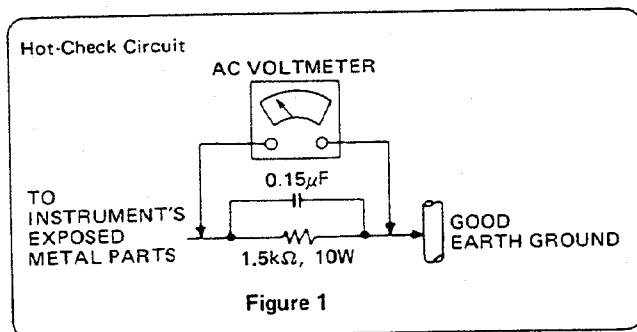 Hot-Check Circuit
AC VOLTMETER
0.15μF
TO
INSTRUMENT'S
EXPOSED
METAL PARTS
GOOD
EARTH GROUND
1.5kΩ, 10W
Figure 1